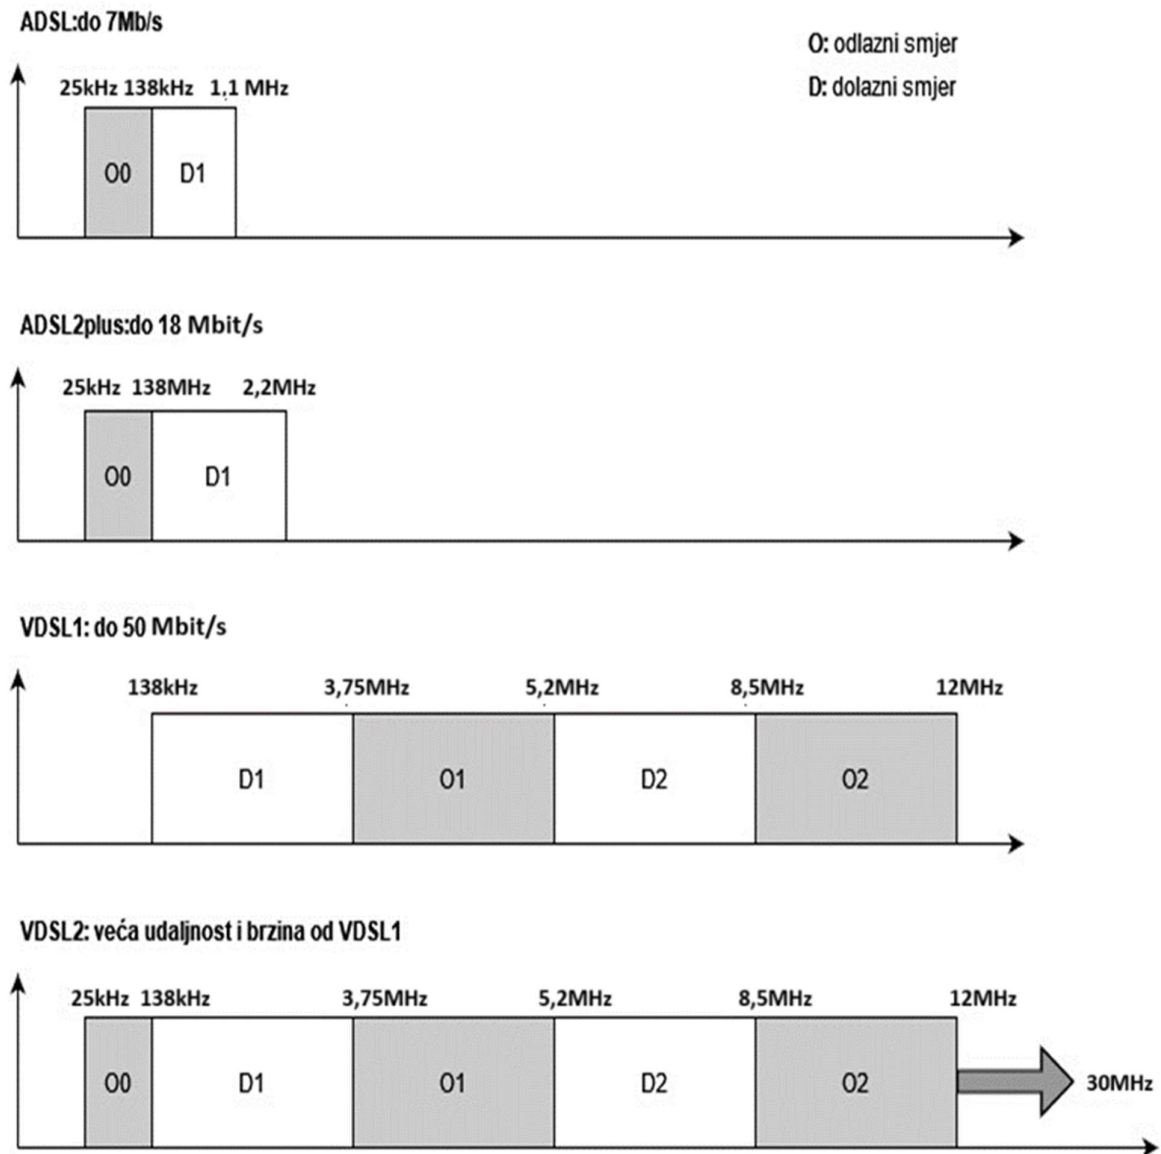 ADSL:do 7Mb/s
O: odlazni smjer
D: dolazni smjer
25kHz 138kHz 1,1 MHz
O0 D1
ADSL2plus:do 18 Mbit/s
25kHz 138MHz 2,2MHz
O0 D1
VDSL1: do 50 Mbit/s
138kHz 3,75MHz 5,2MHz 8,5MHz 12MHz
D1 O1 D2 O2
VDSL2: veća udaljnost i brzina od VDSL1
25kHz 138kHz 3,75MHz 5,2MHz 8,5MHz 12MHz
O0 D1 O1 D2 O2 30MHz